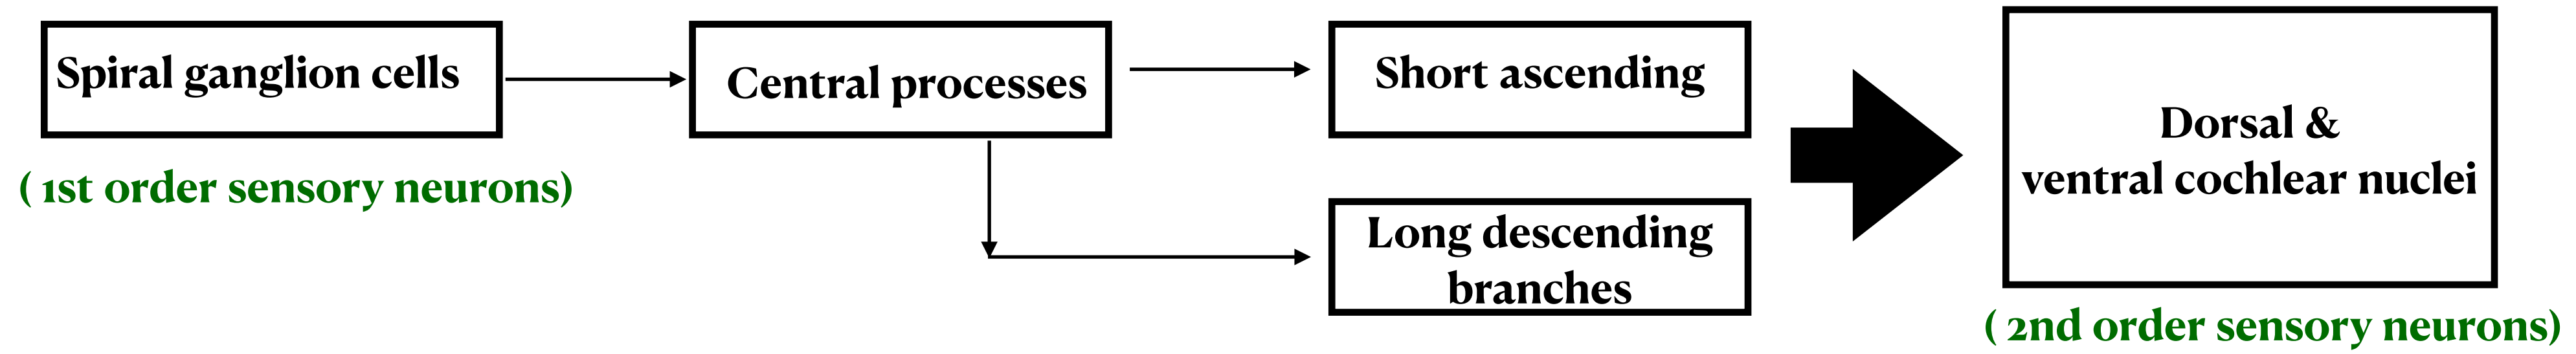 Spiral ganglion cells
( 1st order sensory neurons)
Central processes
Short ascending
Long descending
branches
Dorsal &
ventral cochlear nuclei
( 2nd order sensory neurons)